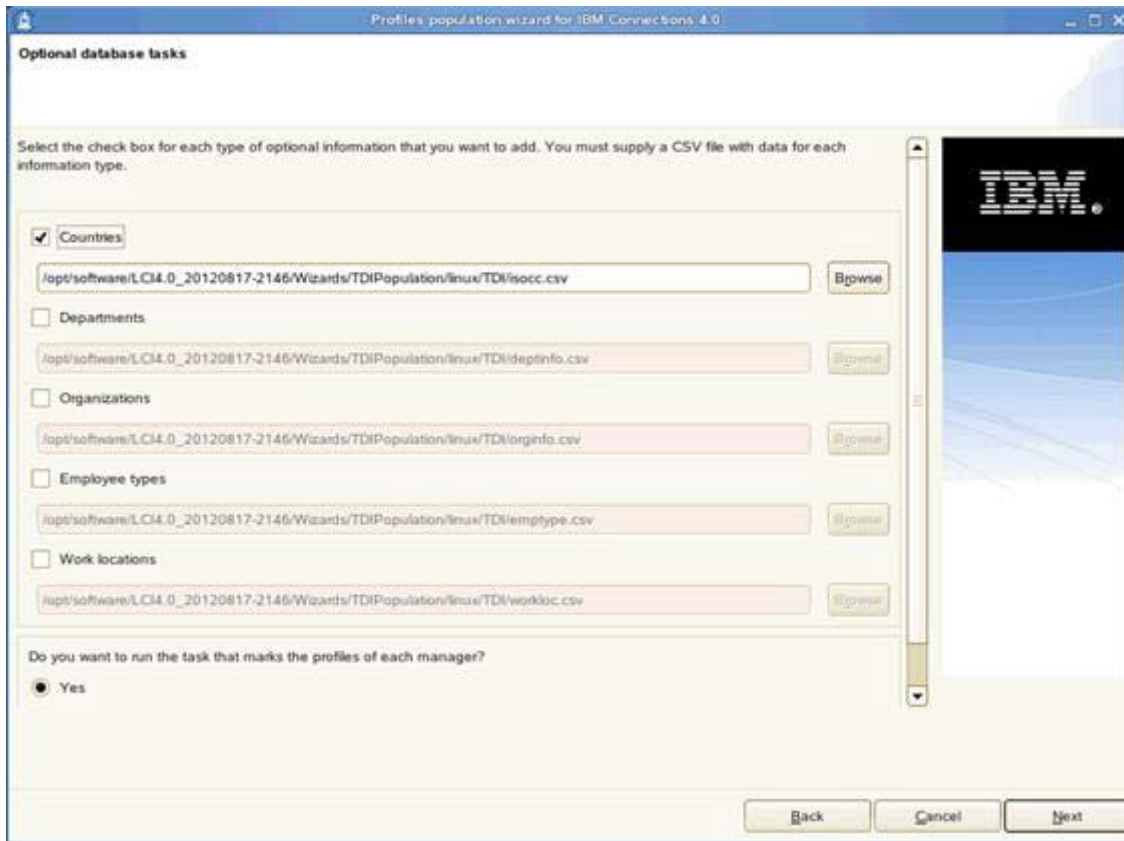 Profiles population wizard for IBM Connections 4.0
Optional database tasks
Select the check box for each type of optional information that you want to add. You must supply a CSV file with data for each
information type.
IBM.
Countries
/opt/software/LCI4.0_20120817-2146/Wizards/TDIPopulation/linux/TDI/isocc.csv
Browse
Departments
/opt/software/LCI4.0_20120817-2146/Wizards/TDIPopulation/linux/TDI/deptinfo.csv
Browse
Organizations
/opt/software/LCI4.0_20120817-2146/Wizards/TDIPopulation/linux/TDI/orginfo.csv
Browse
Employee types
/opt/software/LCI4.0_20120817-2146/Wizards/TDIPopulation/linux/TDI/emptype.csv
Browse
Work locations
/opt/software/LCI4.0_20120817-2146/Wizards/TDIPopulation/linux/TDI/workloc.csv
Browse
Do you want to run the task that marks the profiles of each manager?
Yes
Back
Cancel
Next